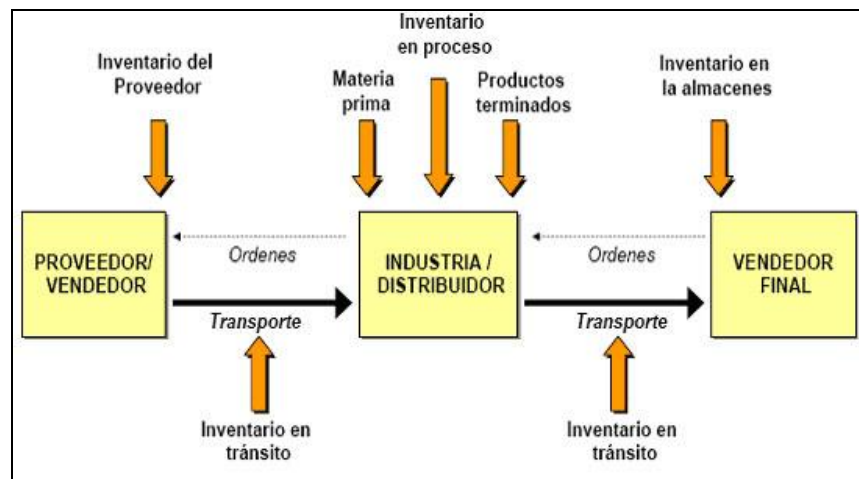 Inventario
en proceso
Inventario del
Proveedor
Materia
prima
Productos
terminados
Inventario en
la almacenes
PROVEEDOR/
VENDEDOR
Ordenes
Transporte
INDUSTRIA /
DISTRIBUIDOR
Ordenes
Transporte
VENDEDOR
FINAL
Inventario en
tránsito
Inventario en
tránsito